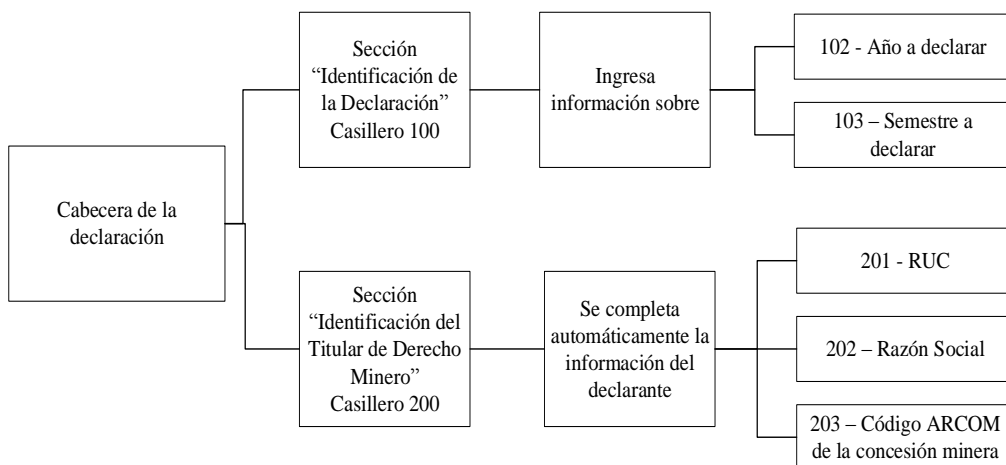 Cabecera de la
declaración
Sección
“Identificación de
la Declaración”
Casillero 100
Ingresa
información sobre
102 - Año a declarar
103 – Semestre a
declarar
Sección
“Identificación del
Titular de Derecho
Minero”
Casillero 200
Se completa
automáticamente la
información del
declarante
201 - RUC
202 – Razón Social
203 – Código ARCOM
de la concesión minera